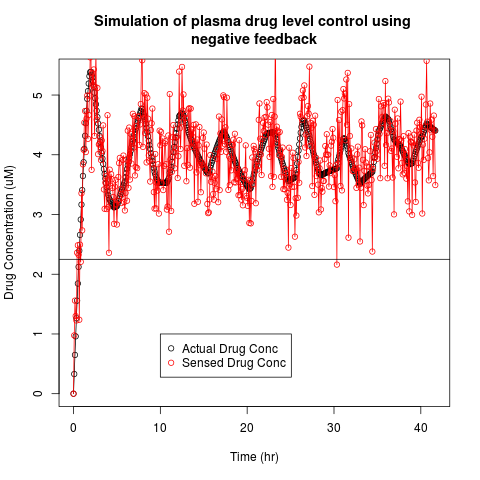 Simulation of plasma drug level control using
negative feedback
Drug Concentration (uM)
5
4
3
2
1
0
Actual Drug Conc
Sensed Drug Conc
0 10 20 30 40
Time (hr)